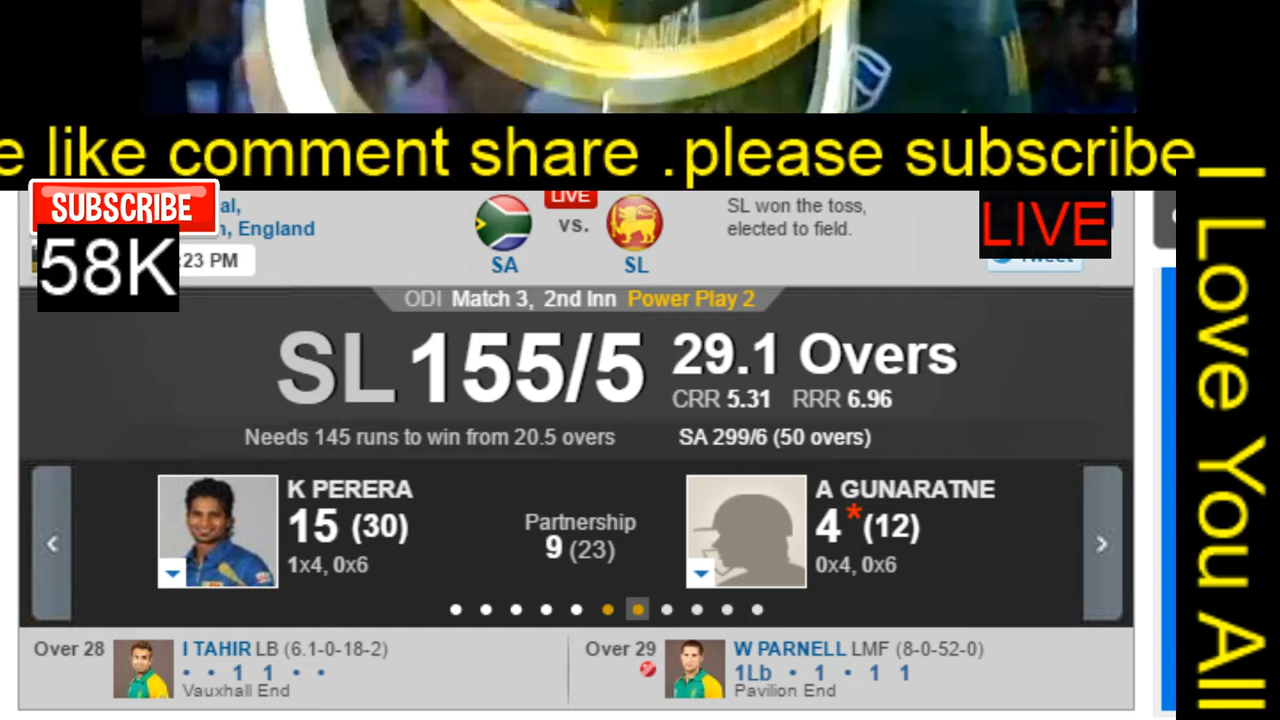 e like comment share .please subscribe
I Love You All
SUBSCRIBE
58K
al,
, England
:23 PM
LIVE
SA
vs.
SL
SL won the toss,
elected to field.
LIVE
Tweet
ODI Match 3, 2nd Inn Power Play 2
SL 155/5
29.1 Overs
CRR 5.31 RRR 6.96
Needs 145 runs to win from 20.5 overs
SA 299/6 (50 overs)
K PERERA
15 (30)
1x4, 0x6
Partnership
9 (23)
A GUNARATNE
4*(12)
0x4, 0x6
Over 28
I TAHIR LB (6.1-0-18-2)
• • 1 1 • •
Vauxhall End
Over 29
W PARNELL LMF (8-0-52-0)
1Lb • 1 • 1 1
Pavilion End